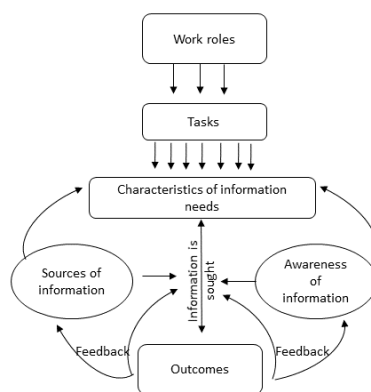 Work roles
Tasks
Characteristics of information
needs
Sources of
information
Information is
sought
Awareness
of
information
Feedback
Outcomes
Feedback